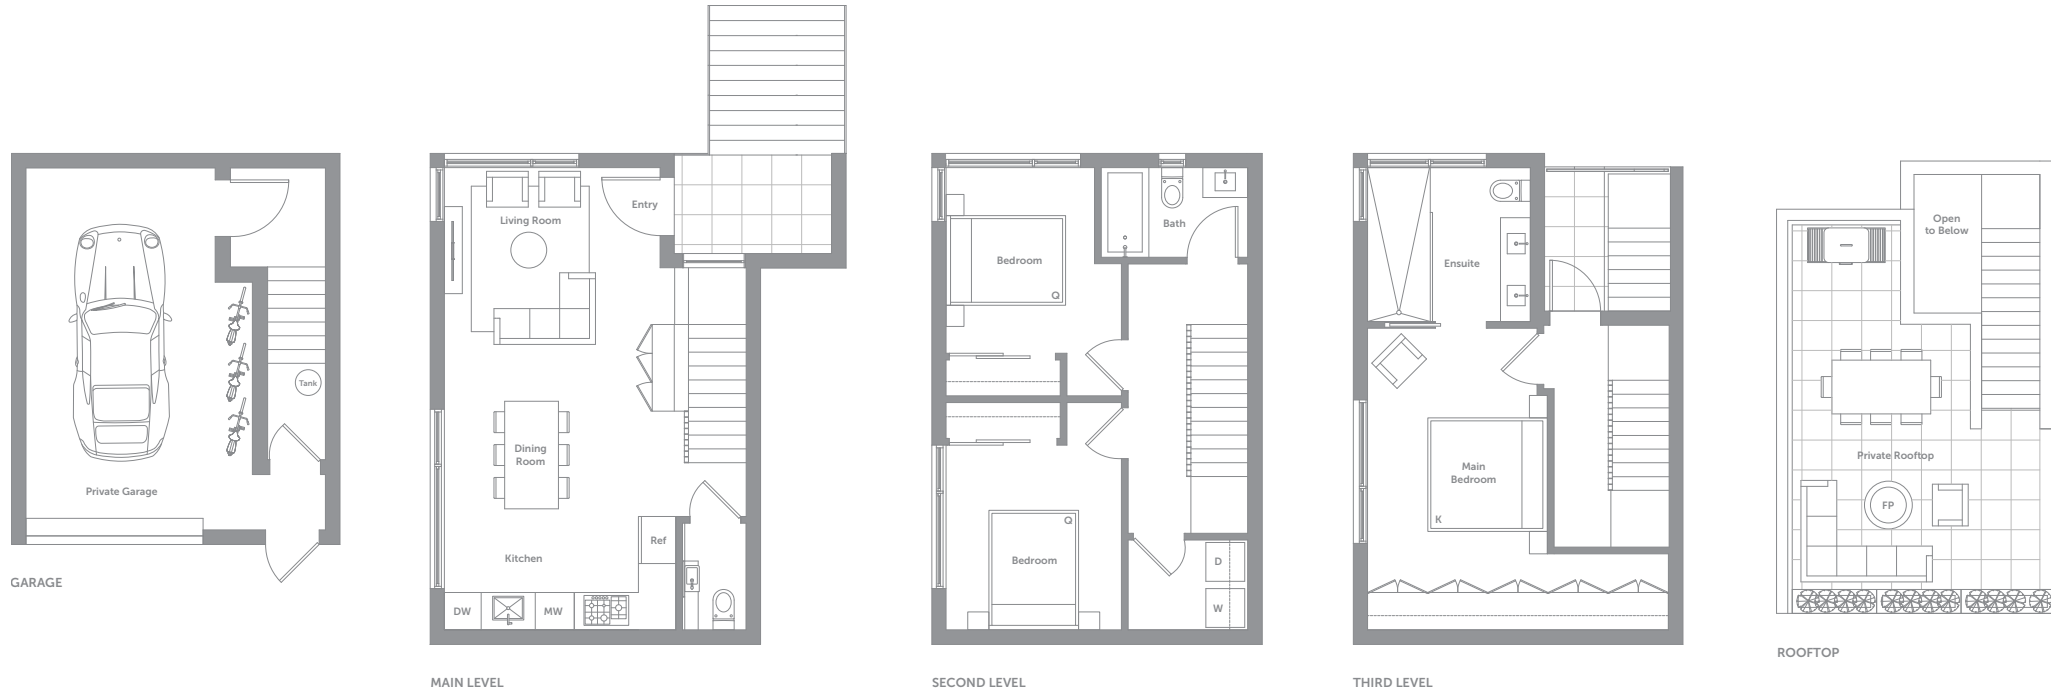 Tank
Private Garage
GARAGE
Living Room
Entry
Dining
Room
Kitchen
Ref
DW
MW
MAIN LEVEL
Bath
Bedroom
Q
Q
Bedroom
D
W
SECOND LEVEL
Ensuite
Main
Bedroom
K
THIRD LEVEL
Open
to Below
Private Rooftop
FP
ROOFTOP